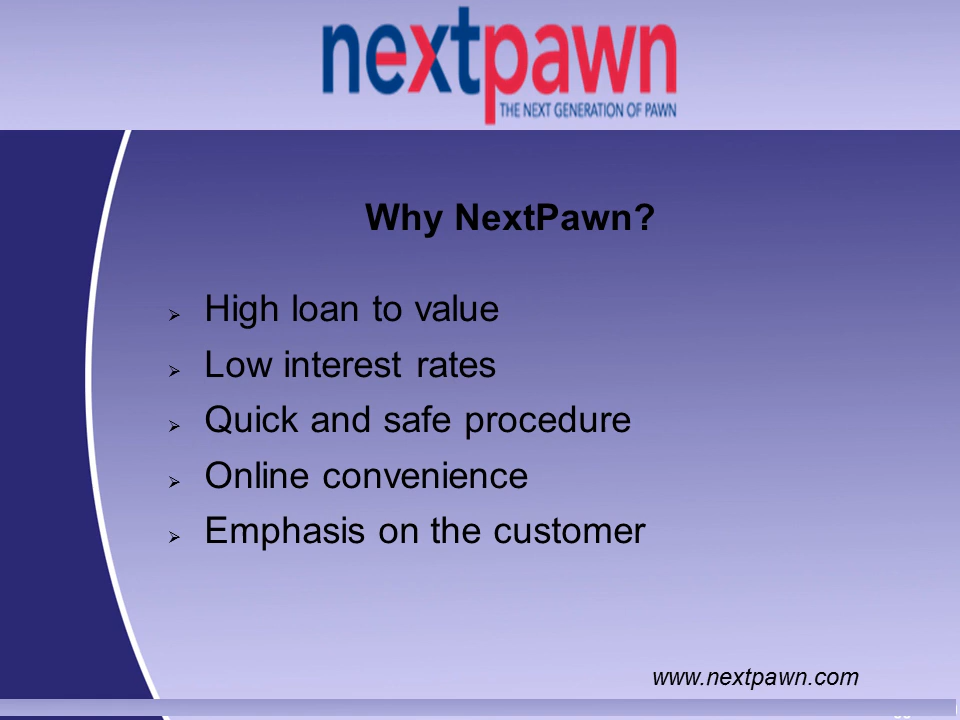 nextpawn
THE NEXT GENERATION OF PAWN
Why NextPawn?
High loan to value
Low interest rates
Quick and safe procedure
Online convenience
Emphasis on the customer
www.nextpawn.com